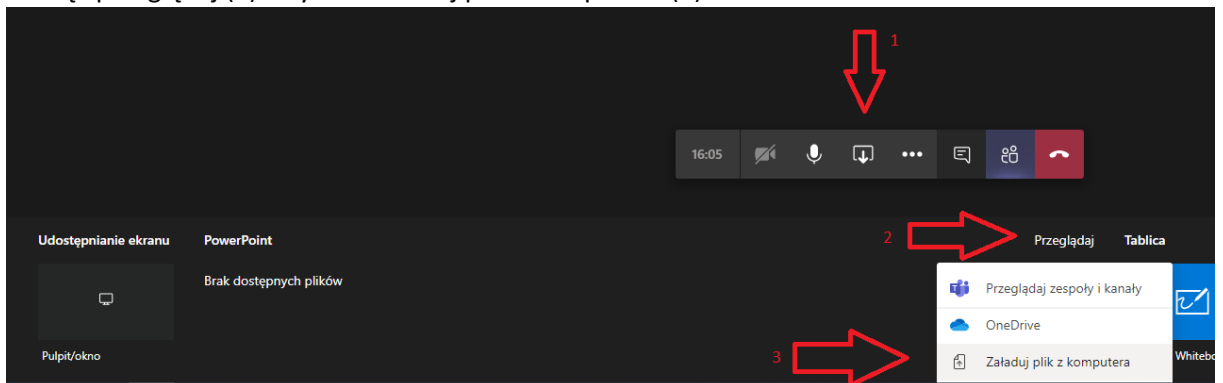 1
16:05
2
Udostępnianie ekranu PowerPoint Przeglądaj Tablica
Brak dostępnych plików
Przeglądaj zespoły i kanały
OneDrive
3
Załaduj plik z komputera
Pulpit/okno